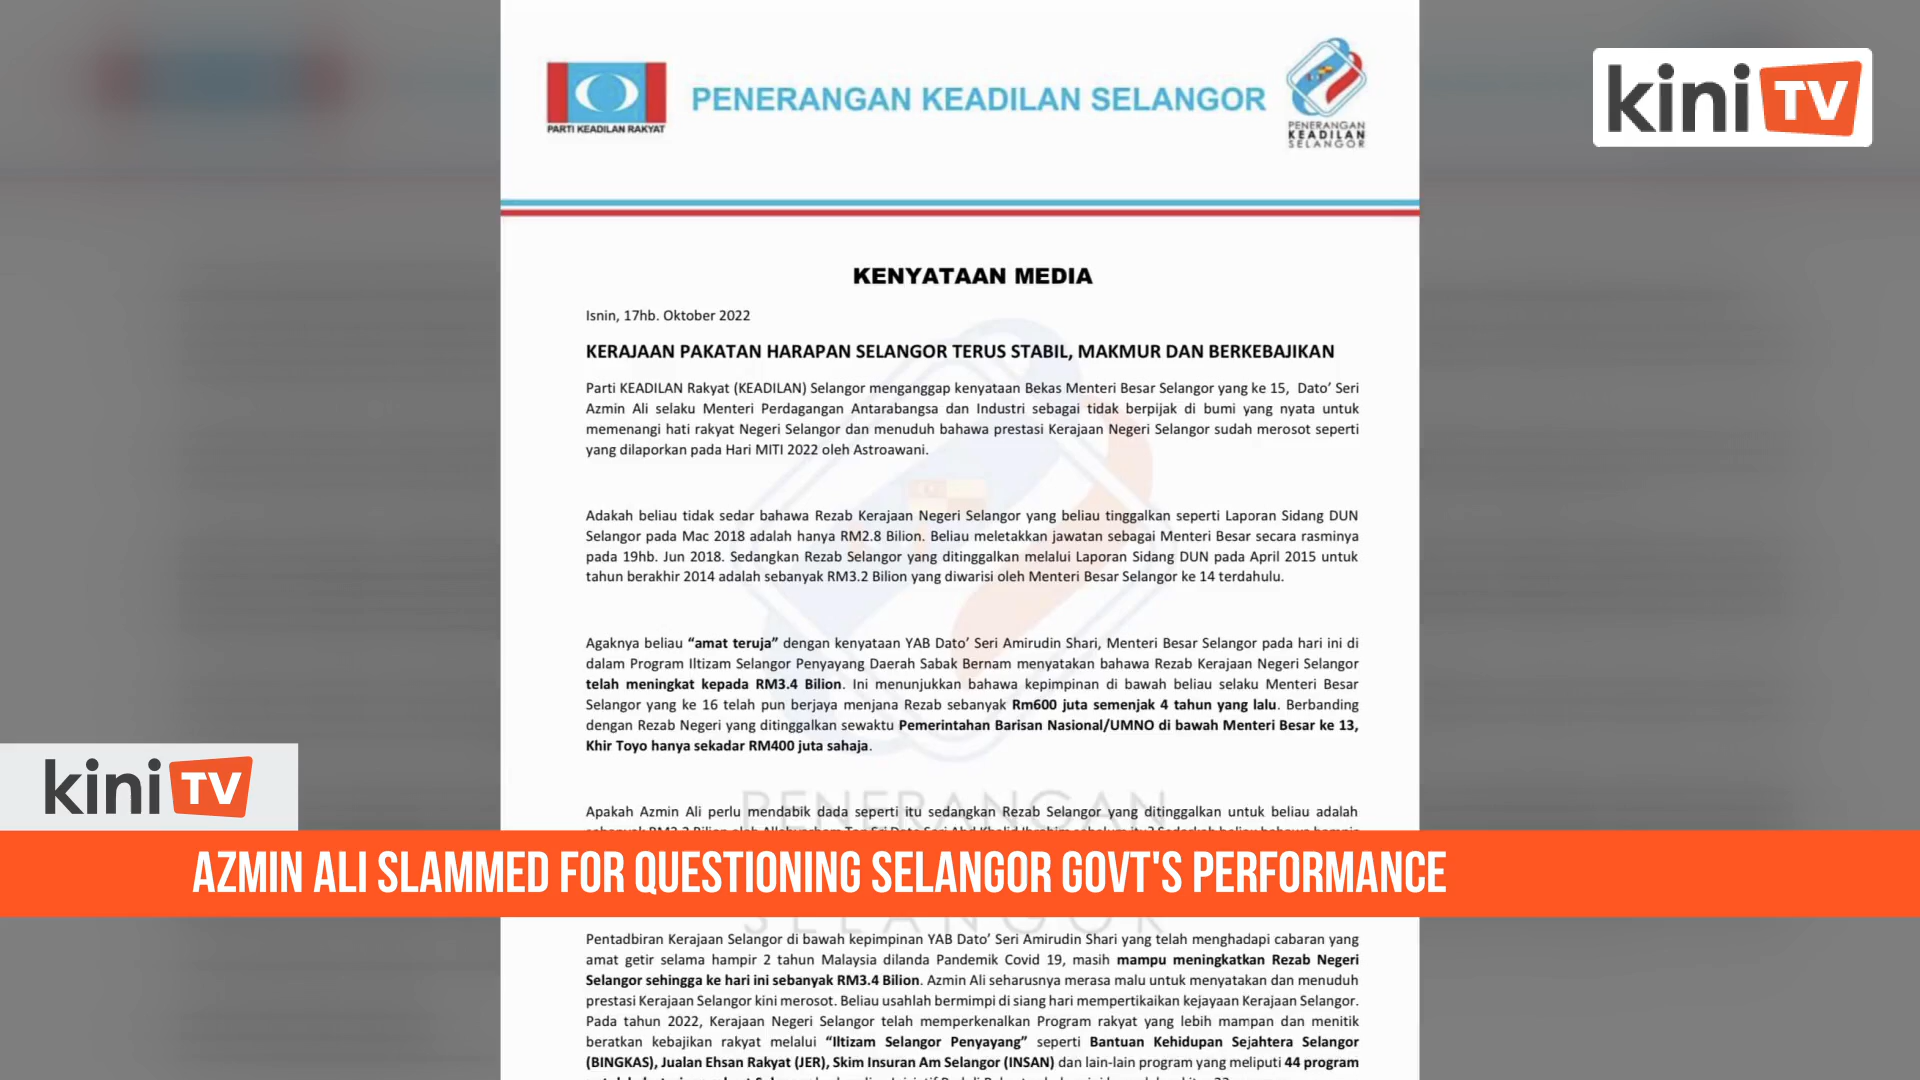 PARTI KEADILAN RAKYAT
PENERANGAN KEADILAN SELANGOR
PENERANGAN
KEADILAN
SELANGOR
kini TV
KENYATAAN MEDIA
Isnin, 17hb. Oktober 2022
KERAJAAN PAKATAN HARAPAN SELANGOR TERUS STABIL, MAKMUR DAN BERKEBAJIKAN
Parti KEADILAN Rakyat (KEADILAN) Selangor menganggap kenyataan Bekas Menteri Besar Selangor yang ke 15, Dato’ Seri
Azmin Ali selaku Menteri Perdagangan Antarabangsa dan Industri sebagai tidak berpijak di bumi yang nyata untuk
memenangi hati rakyat Negeri Selangor dan menuduh bahawa prestasi Kerajaan Negeri Selangor sudah merosot seperti
yang dilaporkan pada Hari MITI 2022 oleh Astroawani.
Adakah beliau tidak sedar bahawa Rezab Kerajaan Negeri Selangor yang beliau tinggalkan seperti Laporan Sidang DUN
Selangor pada Mac 2018 adalah hanya RM2.8 Bilion. Beliau meletakkan jawatan sebagai Menteri Besar secara rasminya
pada 19hb. Jun 2018. Sedangkan Rezab Selangor yang ditinggalkan melalui Laporan Sidang DUN pada April 2015 untuk
tahun berakhir 2014 adalah sebanyak RM3.2 Bilion yang diwarisi oleh Menteri Besar Selangor ke 14 terdahulu.
Agaknya beliau “amat teruja” dengan kenyataan YAB Dato’ Seri Amirudin Shari, Menteri Besar Selangor pada hari ini di
dalam Program Iltizam Selangor Penyayang Daerah Sabak Bernam menyatakan bahawa Rezab Kerajaan Negeri Selangor
telah meningkat kepada RM3.4 Bilion. Ini menunjukkan bahawa kepimpinan di bawah beliau selaku Menteri Besar
Selangor yang ke 16 telah pun berjaya menjana Rezab sebanyak Rm600 juta semenjak 4 tahun yang lalu. Berbanding
dengan Rezab Negeri yang ditinggalkan sewaktu Pemerintahan Barisan Nasional/UMNO di bawah Menteri Besar ke 13,
Khir Toyo hanya sekadar RM400 juta sahaja.
PENERANGAN
Apakah Azmin Ali perlu mendabik dada seperti itu sedangkan Rezab Selangor yang ditinggalkan untuk beliau adalah
kini TV
AZMIN ALI SLAMMED FOR QUESTIONING SELANGOR GOVT'S PERFORMANCE
SELANGOR
Pentadbiran Kerajaan Selangor di bawah kepimpinan YAB Dato’ Seri Amirudin Shari yang telah menghadapi cabaran yang
amat getir selama hampir 2 tahun Malaysia dilanda Pandemik Covid 19, masih mampu meningkatkan Rezab Negeri
Selangor sehingga ke hari ini sebanyak RM3.4 Bilion. Azmin Ali seharusnya merasa malu untuk menyatakan dan menuduh
prestasi Kerajaan Selangor kini merosot. Beliau usahlah bermimpi di siang hari mempertikaikan kejayaan Kerajaan Selangor.
Pada tahun 2022, Kerajaan Negeri Selangor telah memperkenalkan Program rakyat yang lebih mampan dan menitik
beratkan kebajikan rakyat melalui “Iltizam Selangor Penyayang” seperti Bantuan Kehidupan Sejahtera Selangor
(BINGKAS), Jualan Ehsan Rakyat (JER), Skim Insuran Am Selangor (INSAN) dan lain-lain program yang meliputi 44 program